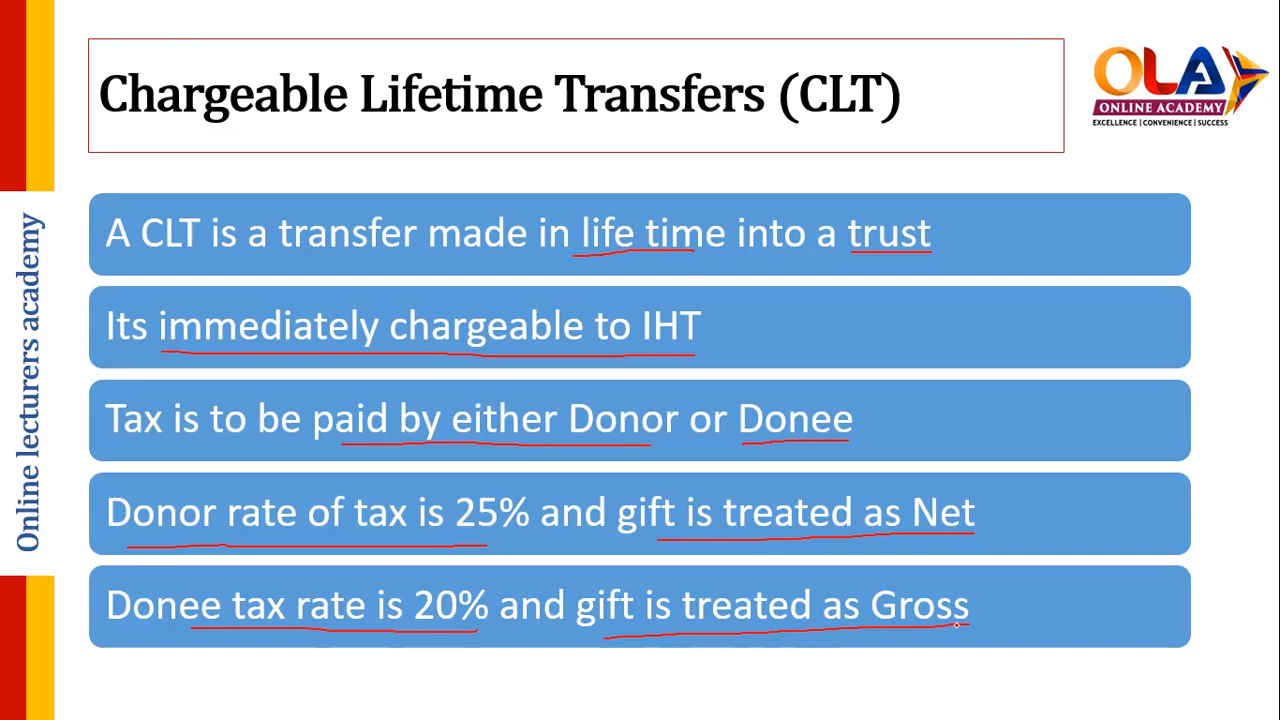 Chargeable Lifetime Transfers (CLT)
OLA
ONLINE ACADEMY
EXCELLENCE | CONVENIENCE | SUCCESS
Online lecturers academy
A CLT is a transfer made in life time into a trust
Its immediately chargeable to IHT
Tax is to be paid by either Donor or Donee
Donor rate of tax is 25% and gift is treated as Net
Donee tax rate is 20% and gift is treated as Gross